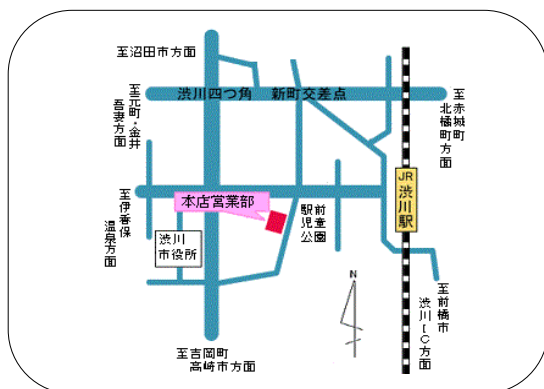 至沼田市方面
渋川四つ角 新町交差点
至元町・金井
吾妻方面
至赤城町
北橘町方面
至伊香保
温泉方面
本店営業部
駅前
児童
公園
JR
渋川駅
渋川
市役所
N
至前橋市
渋川IC方面
至吉岡町
高崎市方面